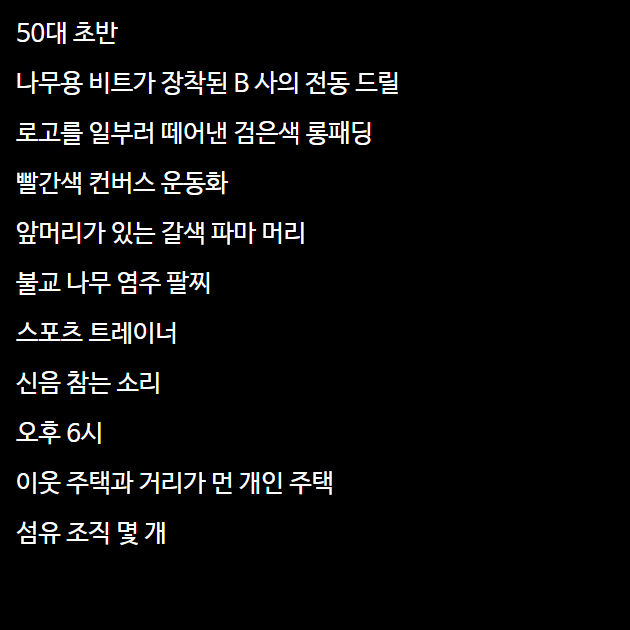 50대 초반
나무용 비트가 장착된 B 사의 전동 드릴
로고를 일부러 떼어낸 검은색 롱패딩
빨간색 컨버스 운동화
앞머리가 있는 갈색 파마 머리
불교 나무 염주 팔찌
스포츠 트레이너
신음 참는 소리
오후 6시
이웃 주택과 거리가 먼 개인 주택
섬유 조직 몇 개